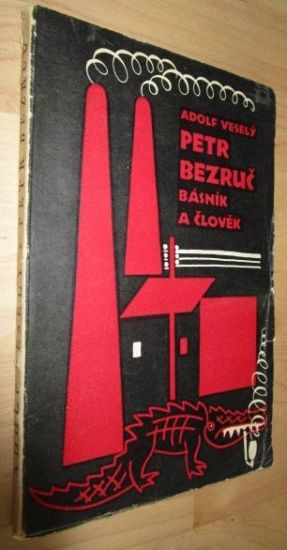 ADOLF VESELÝ
PETR
BEZRUČ
BÁSNÍK
A ČLOVĚK